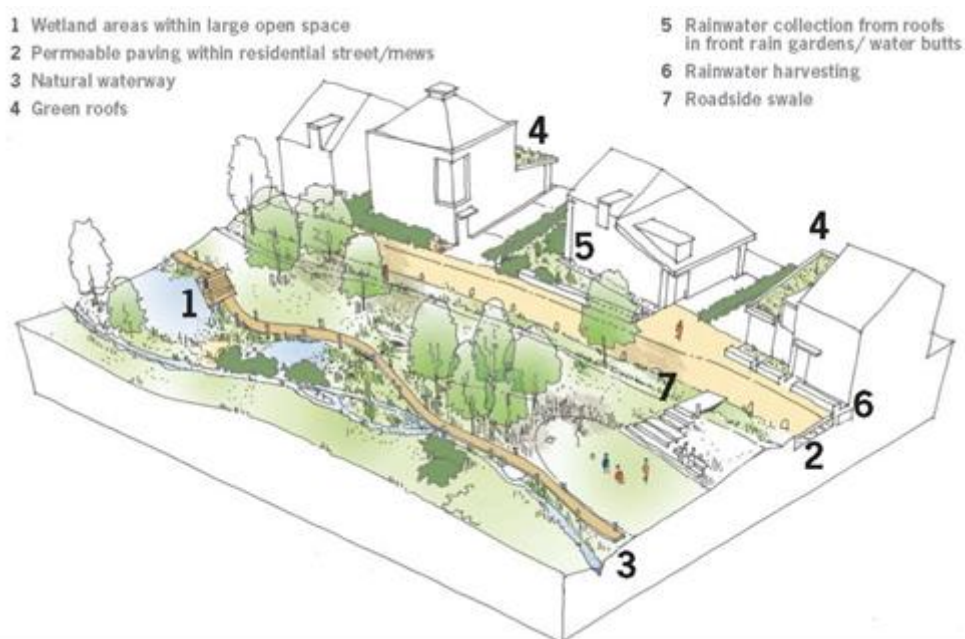 1 Wetland areas within large open space
2 Permeable paving within residential street/mews
3 Natural waterway
4 Green roofs
5 Rainwater collection from roofs
in front rain gardens/ water butts
6 Rainwater harvesting
7 Roadside swale
4
5
4
1
7
6
2
3